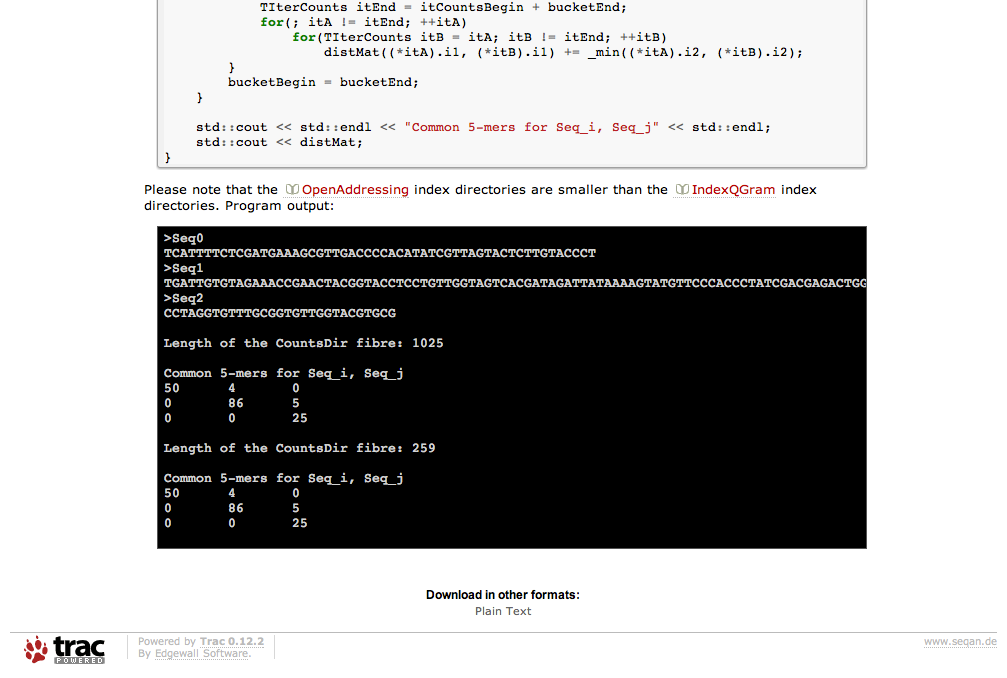 TIterCounts itEnd = itCountsBegin + bucketEnd;
for(; itA != itEnd; ++itA)
for(TIterCounts itB = itA; itB != itEnd; ++itB)
distMat((*itA).i1, (*itB).i1) += _min((*itA).i2, (*itB).i2);
}
bucketBegin = bucketEnd;
}
std::cout << std::endl << "Common 5-mers for Seq_i, Seq_j" << std::endl;
std::cout << distMat;
}
Please note that the OpenAddressing index directories are smaller than the IndexQGram index
directories. Program output:
>Seq0
TCATTTTCTCGATGAAAGCGTTGACCCCACATATCGTTAGTACTCTTGTACCCT
>Seq1
TGATTGTGTAGAAACCGAACTACGGTACCTCCTGTTGGTAGTCACGATAGATTATAAAAGTATGTTCCCACCCTATCGACGAGACTGG
>Seq2
CCTAGGTGTTTGCGGTGTTGGTACGTGCG
Length of the CountsDir fibre: 1025
Common 5-mers for Seq_i, Seq_j
50 4 0
0 86 5
0 0 25
Length of the CountsDir fibre: 259
Common 5-mers for Seq_i, Seq_j
50 4 0
0 86 5
0 0 25
Download in other formats:
Plain Text
trac
POWERED
Powered by Trac 0.12.2
By Edgewall Software.
www.seqan.de